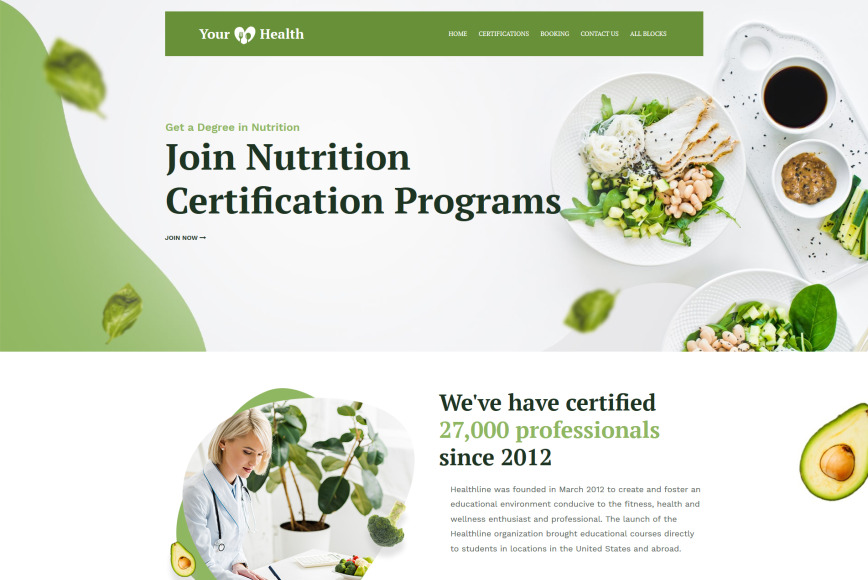 Your Health
HOME CERTIFICATIONS BOOKING CONTACT US ALL BLOCKS
Get a Degree in Nutrition
Join Nutrition
Certification Programs
JOIN NOW
We've have certified
27,000 professionals
since 2012
Healthline was founded in March 2012 to create and foster an
educational environment conducive to the fitness, health and
wellness enthusiast and professional. The launch of the
Healthline organization brought educational courses directly
to students in locations in the United States and abroad.